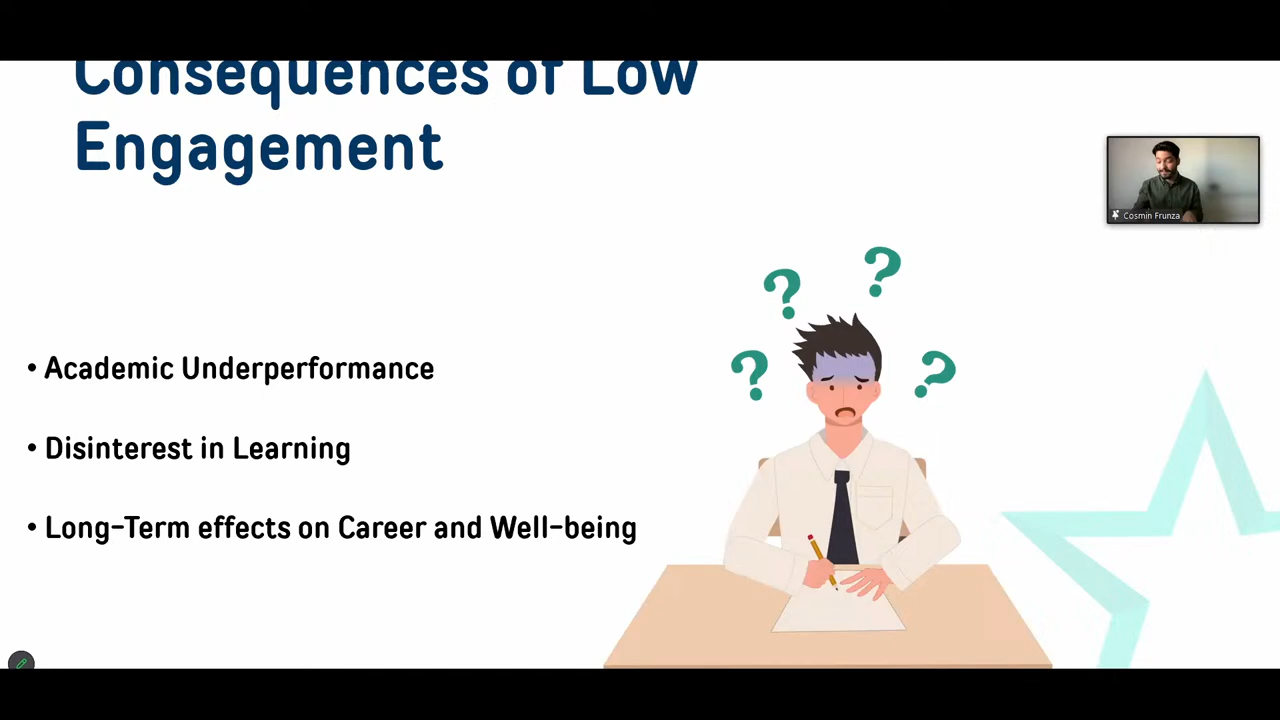 Consequences of Low
Engagement
Cosmin Frunza
? ? ? ?
• Academic Underperformance
• Disinterest in Learning
• Long-Term effects on Career and Well-being